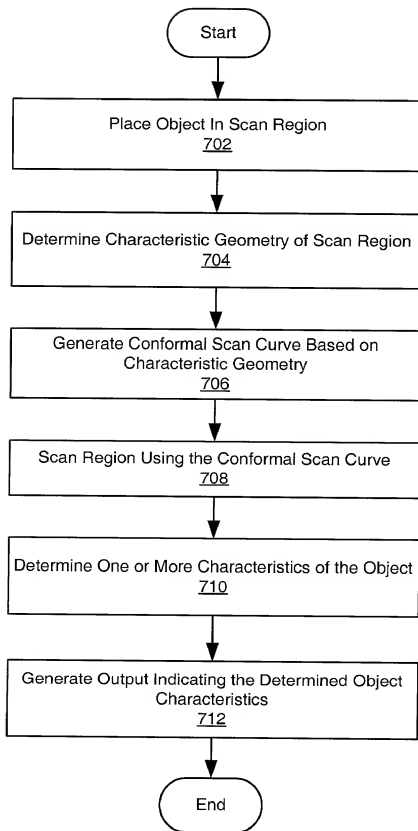 Start
Place Object In Scan Region
702
Determine Characteristic Geometry of Scan Region
704
Generate Conformal Scan Curve Based on
Characteristic Geometry
706
Scan Region Using the Conformal Scan Curve
708
Determine One or More Characteristics of the Object
710
Generate Output Indicating the Determined Object
Characteristics
712
End